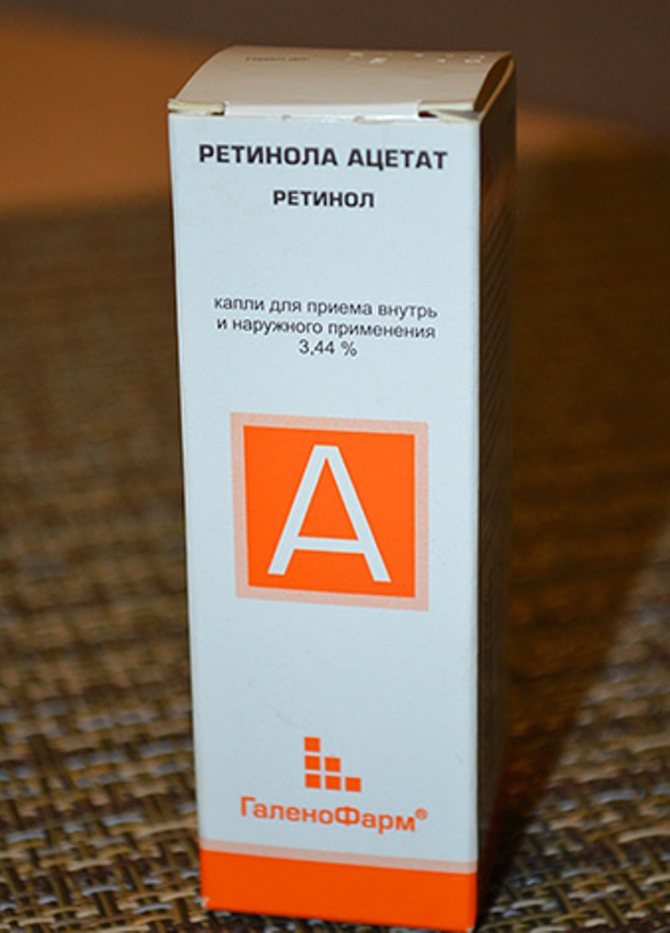 РЕТИНОЛА АЦЕТАТ
РЕТИНОЛ
капли для приема внутрь
и наружного применения
3,44 %
А
ГаленоФарм®